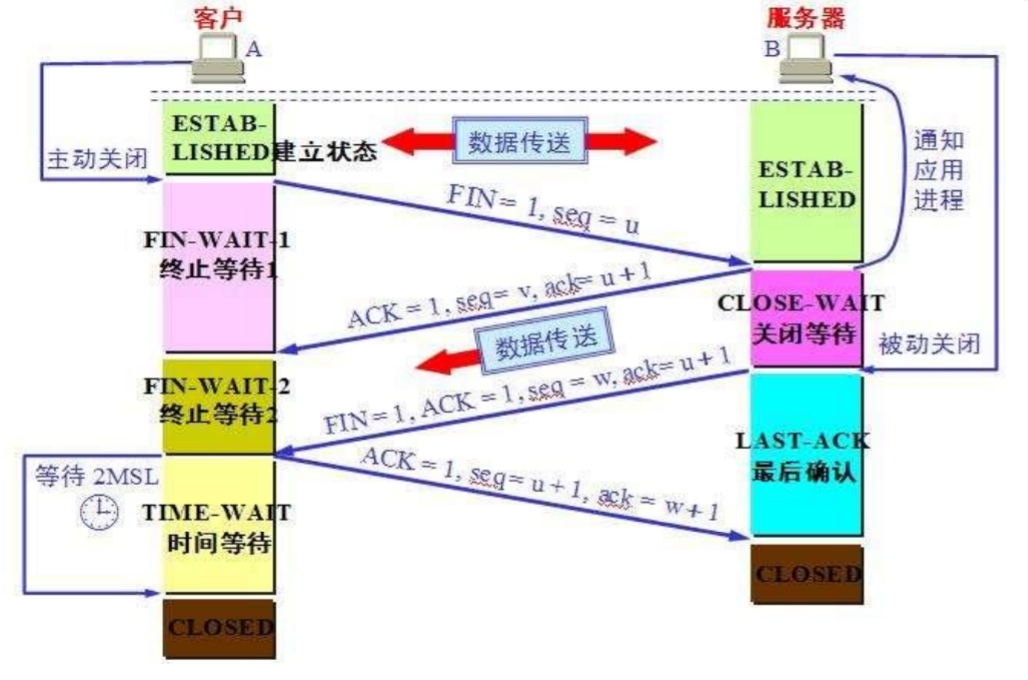 客户
服务器
A
B
ESTAB-
LISHED建立状态
数据传送
主动关闭
通知
应用
进程
ESTAB-
LISHED
FIN= 1, seq = u
FIN-WAIT-1
终止等待1
ACK = 1, seq= v, ack= u+1
CLOSE-WAIT
关闭等待
数据传送
被动关闭
FIN-WAIT-2
终止等待2
FIN=1, ACK = 1, seq = w, ack= u+1
LAST-ACK
最后确认
ACK = 1, seq= u+1, ack = w+1
等待 2MSL
TIME-WAIT
时间等待
CLOSED
CLOSED